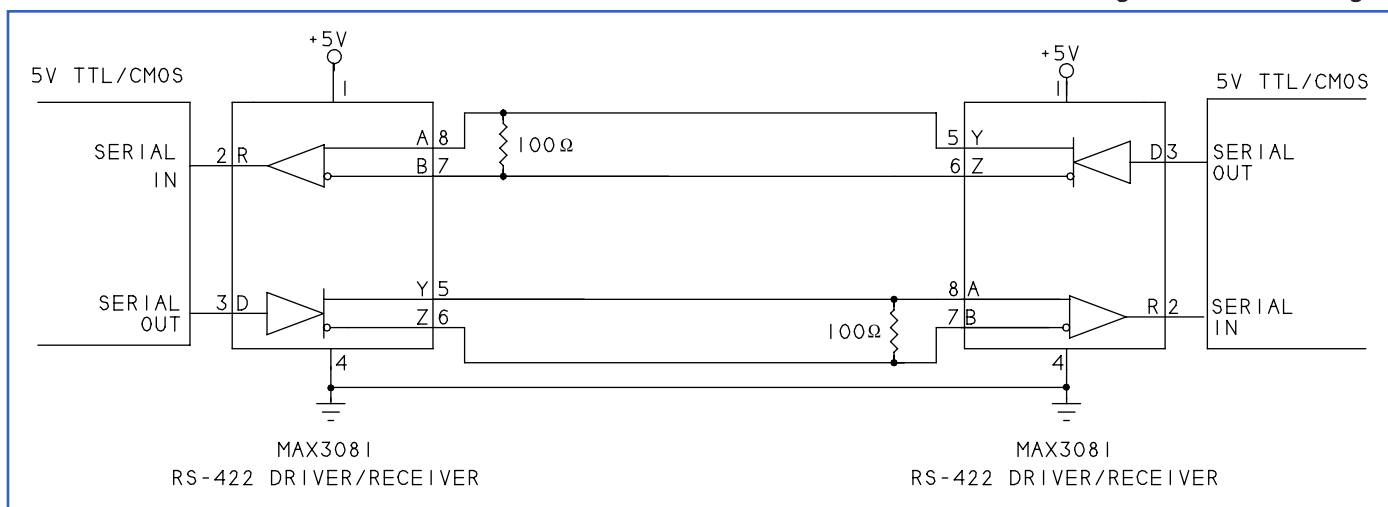 +5V
1
5V TTL/CMOS
SERIAL
IN
2 R
A 8
B 7
100Ω
SERIAL
OUT
3 D
Y 5
Z 6
4
MAX3081
RS-422 DRIVER/RECEIVER
+5V
1
5V TTL/CMOS
5 Y
6 Z
D 3
SERIAL
OUT
100Ω
8 A
7 B
R 2
SERIAL
IN
4
MAX3081
RS-422 DRIVER/RECEIVER